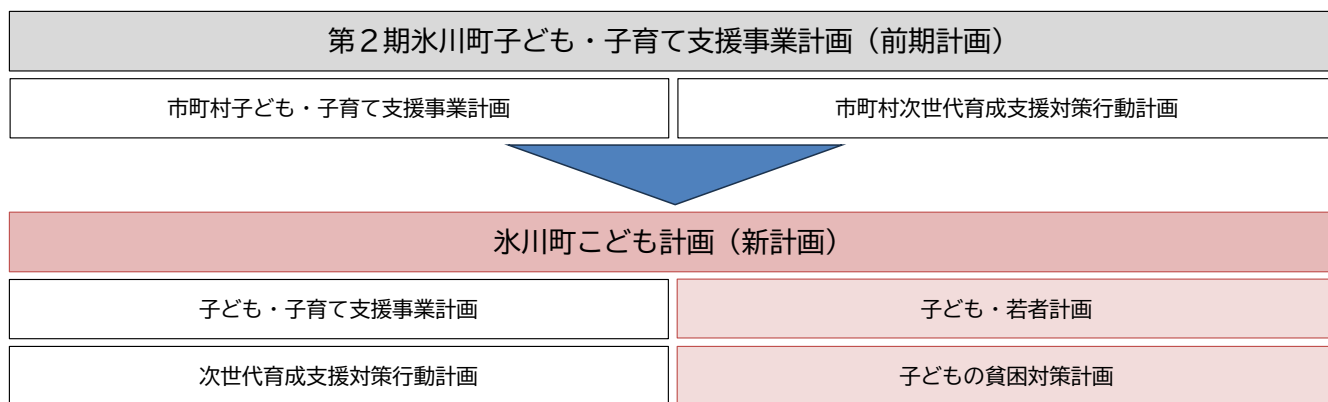 第２期氷川町子ども・子育て支援事業計画（前期計画）
市町村子ども・子育て支援事業計画
市町村次世代育成支援対策行動計画
氷川町こども計画（新計画）
子ども・子育て支援事業計画
子ども・若者計画
次世代育成支援対策行動計画
子どもの貧困対策計画